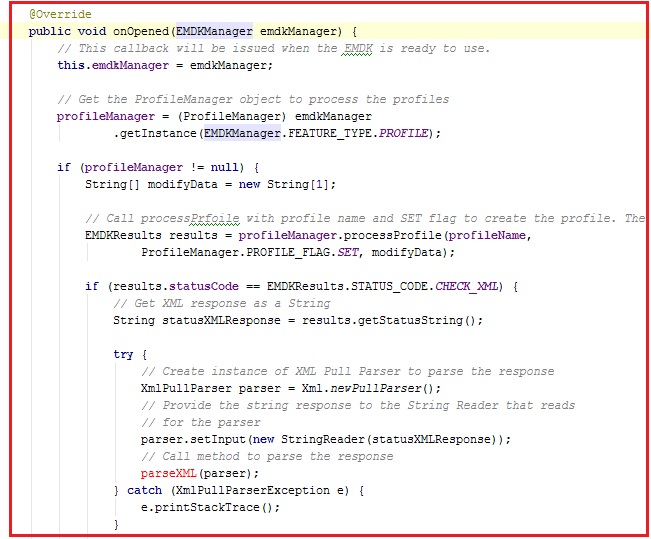 @Override
public void onOpened(EMDKManager emdkManager) {
// This callback will be issued when the EMDK is ready to use.
this.emdkManager = emdkManager;
// Get the ProfileManager object to process the profiles
profileManager = (ProfileManager) emdkManager
.getInstance(EMDKManager.FEATURE_TYPE.PROFILE);
if (profileManager != null) {
String[] modifyData = new String[1];
// Call processPrfoile with profile name and SET flag to create the profile. The
EMDKResults results = profileManager.processProfile(profileName,
ProfileManager.PROFILE_FLAG.SET, modifyData);
if (results.statusCode == EMDKResults.STATUS_CODE.CHECK_XML) {
// Get XML response as a String
String statusXMLResponse = results.getStatusString();
try {
// Create instance of XML Pull Parser to parse the response
XmlPullParser parser = Xml.newPullParser();
// Provide the string response to the String Reader that reads
// for the parser
parser.setInput(new StringReader(statusXMLResponse));
// Call method to parse the response
parseXML(parser);
} catch (XmlPullParserException e) {
e.printStackTrace();
}